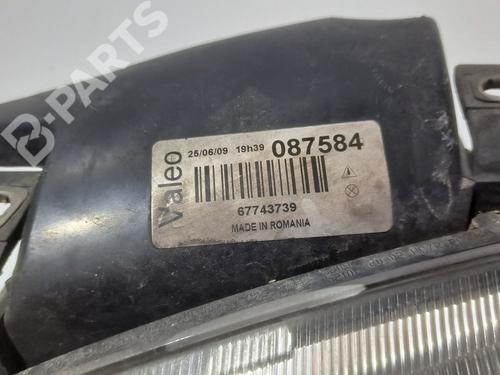 B-PARTS
Valeo
25/06/09 19h39 087584
67743739
MADE IN ROMANIA